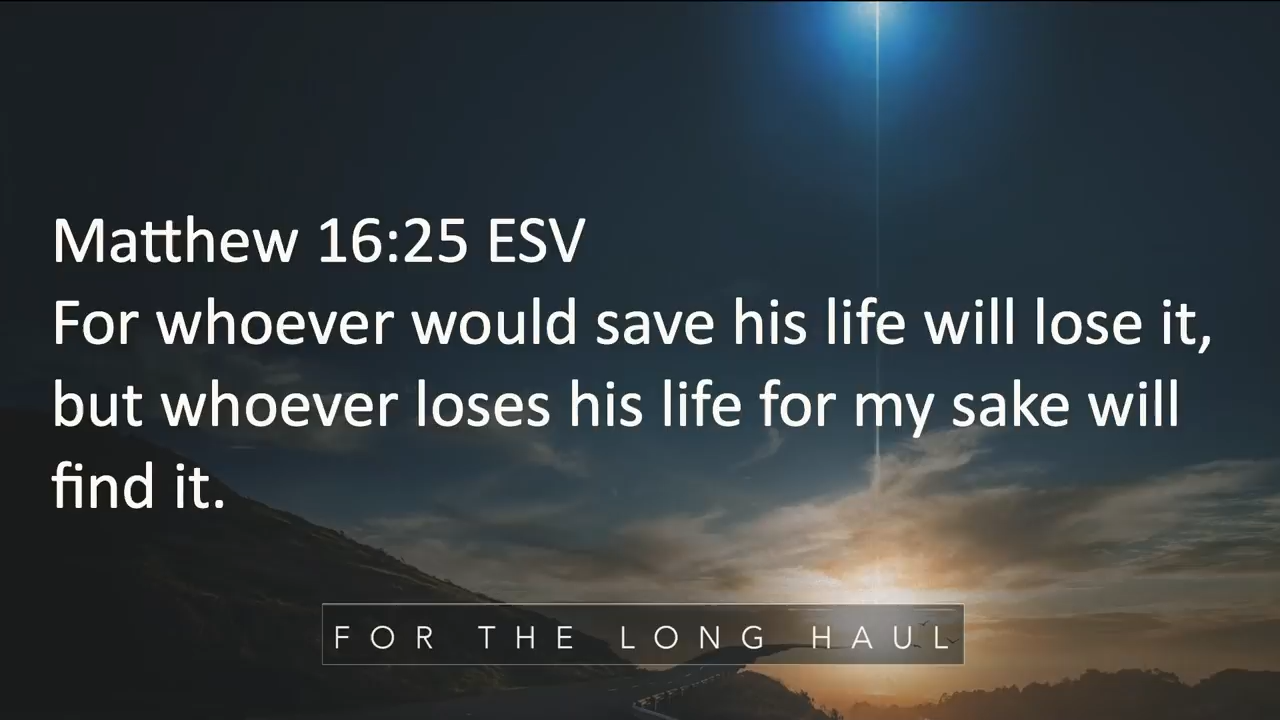 Matthew 16:25 ESV
For whoever would save his life will lose it,
but whoever loses his life for my sake will
find it.
FOR THE LONG HAUL